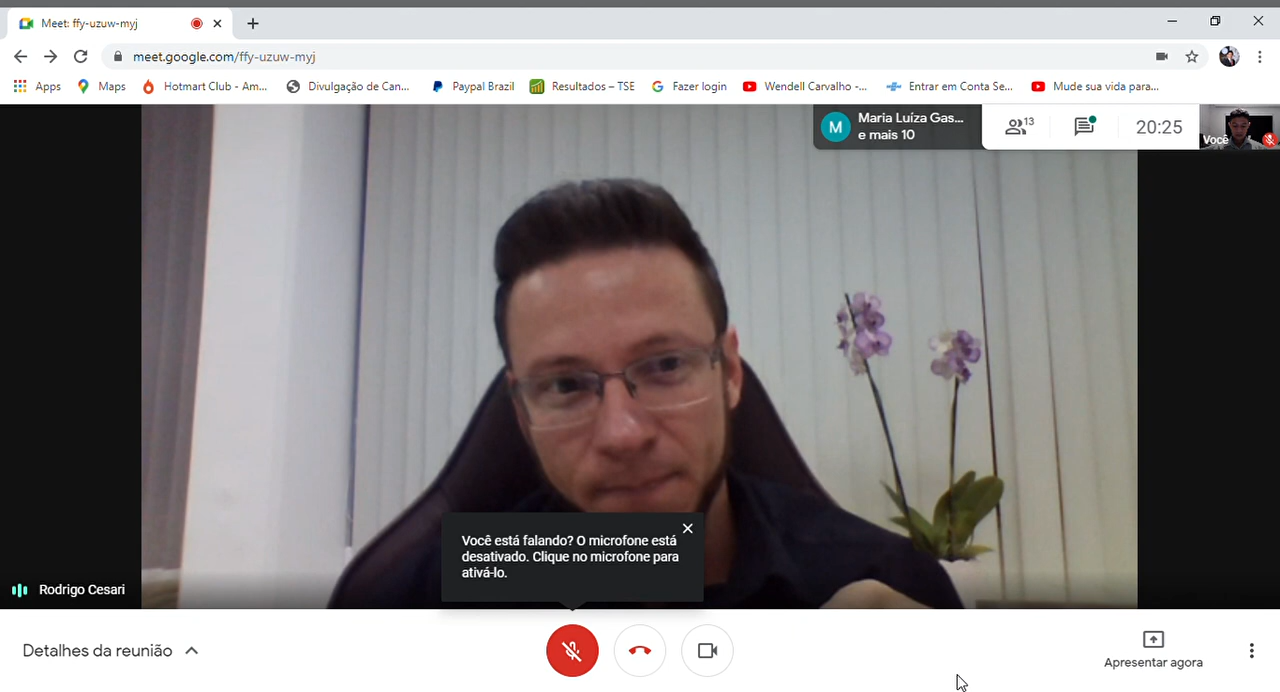 Meet: ffy-uzuw-myj
meet.google.com/ffy-uzuw-myj
Apps Maps Hotmart Club - Am... Divulgação de Can... Paypal Brazil Resultados – TSE Fazer login Wendell Carvalho -... Entrar em Conta Se... Mude sua vida para...
M Maria Luíza Gas...
e mais 10
13
20:25
Você
Você está falando? O microfone está
desativado. Clique no microfone para
ativá-lo.
Rodrigo Cesari
Detalhes da reunião
Apresentar agora